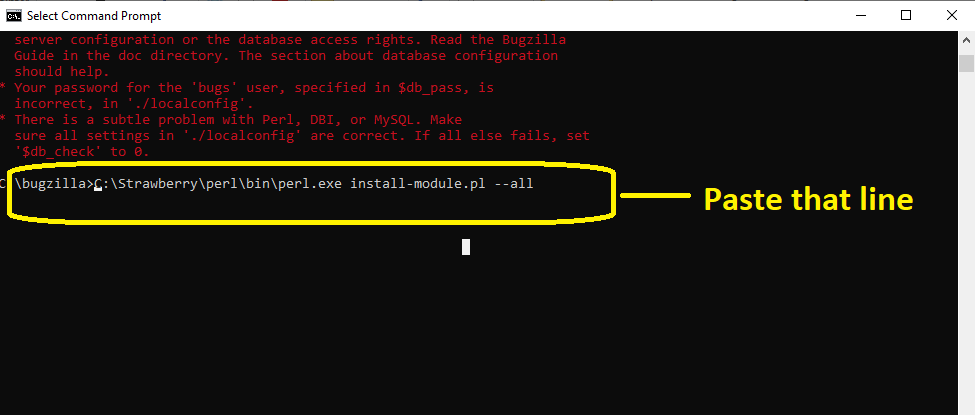 Select Command Prompt
server configuration or the database access rights. Read the Bugzilla
Guide in the doc directory. The section about database configuration
should help.
* Your password for the 'bugs' user, specified in $db_pass, is
incorrect, in './localconfig'.
* There is a subtle problem with Perl, DBI, or MySQL. Make
sure all settings in './localconfig' are correct. If all else fails, set
'$db_check' to 0.
C \bugzilla>C:\Strawberry\perl\bin\perl.exe install-module.pl --all
Paste that line